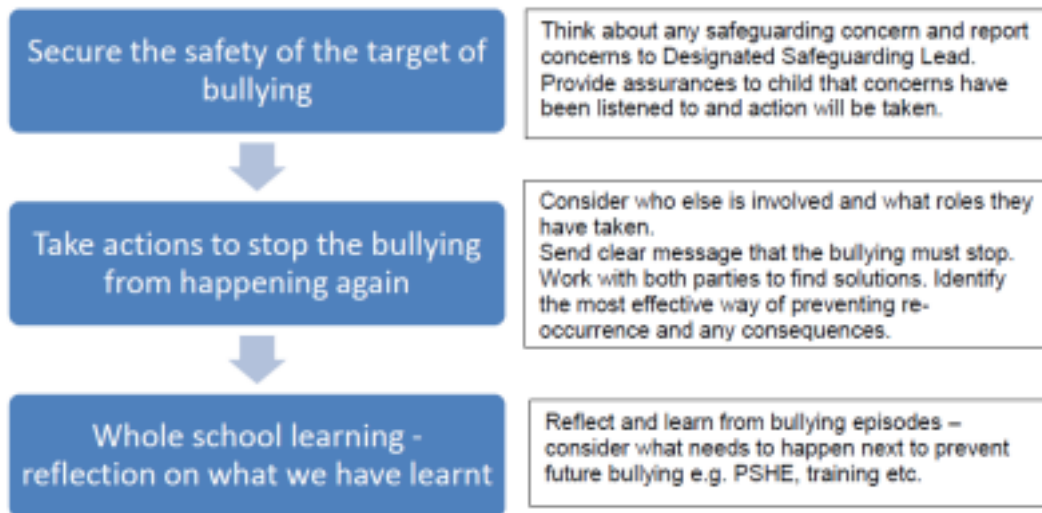 Secure the safety of the target of
bullying
Think about any safeguarding concern and report
concerns to Designated Safeguarding Lead.
Provide assurances to child that concerns have
been listened to and action will be taken.
Take actions to stop the bullying
from happening again
Consider who else is involved and what roles they
have taken.
Send clear message that the bullying must stop.
Work with both parties to find solutions. Identify
the most effective way of preventing re-
occurrence and any consequences.
Whole school learning -
reflection on what we have learnt
Reflect and learn from bullying episodes –
consider what needs to happen next to prevent
future bullying e.g. PSHE, training etc.